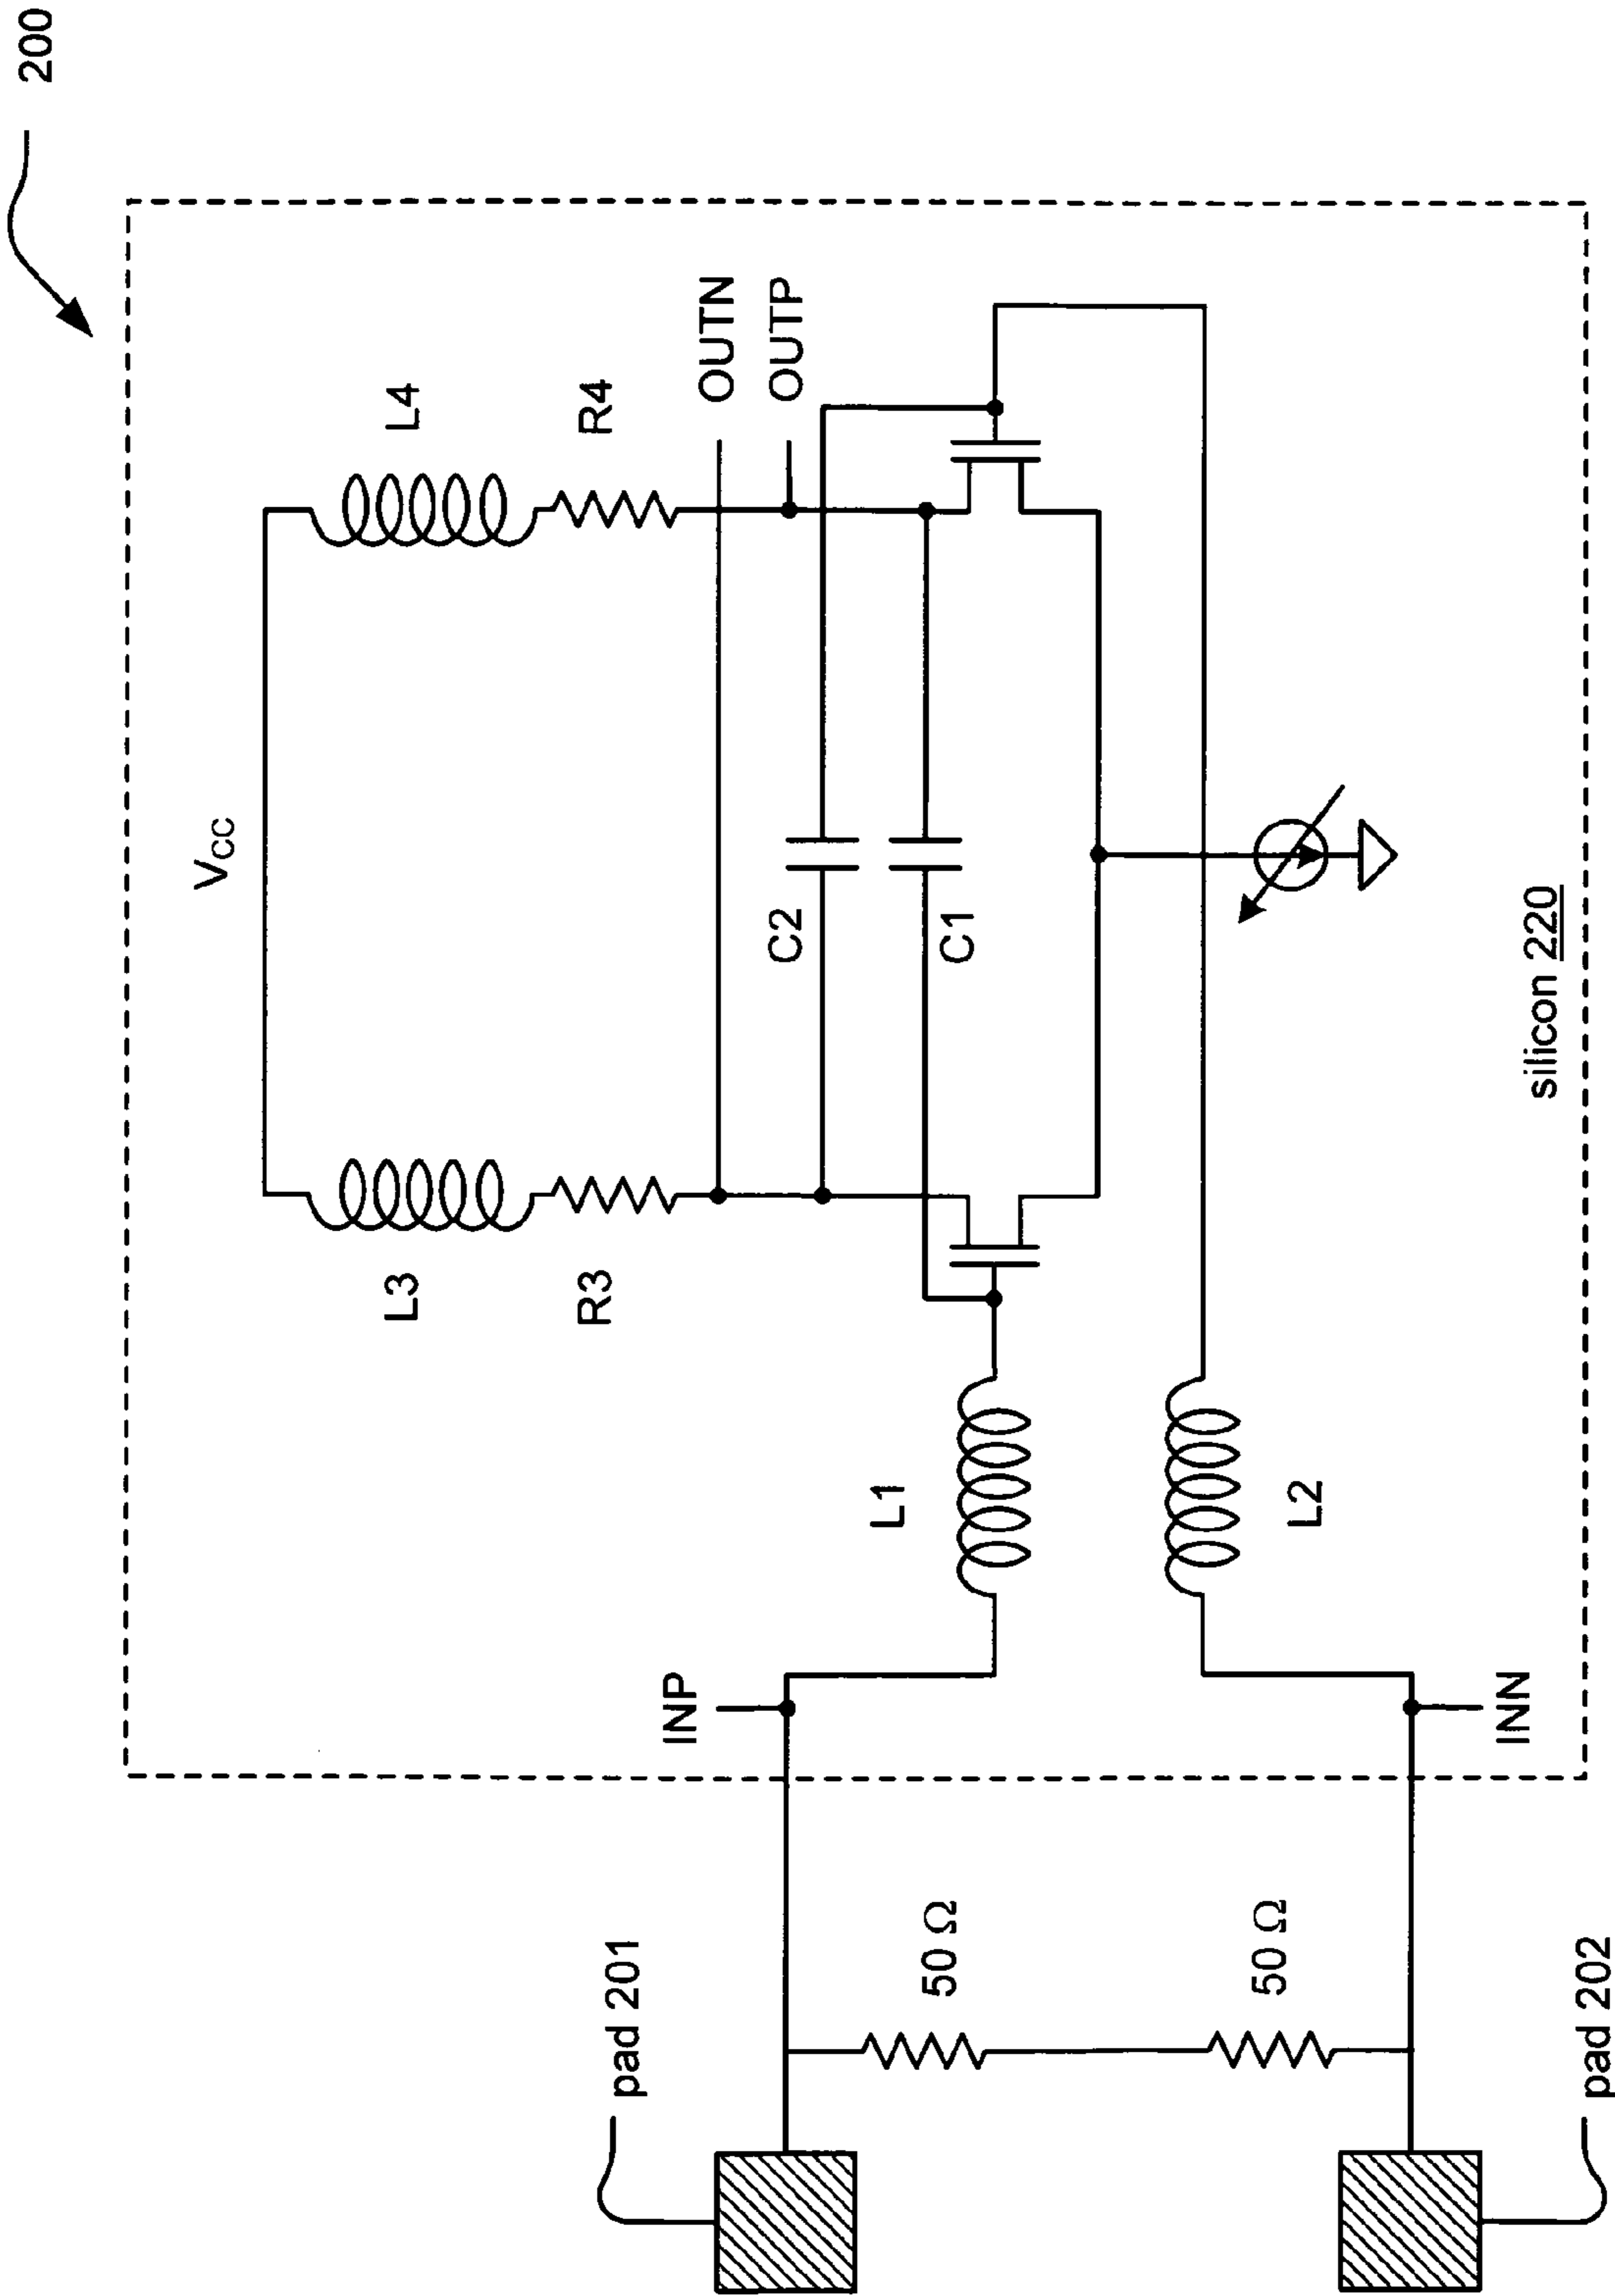 200
V_CC
L3
L4
R3
R4
OUTN
OUTP
C2
C1
L1
L2
INP
INN
pad 201
50 Ω
50 Ω
pad 202
silicon 220